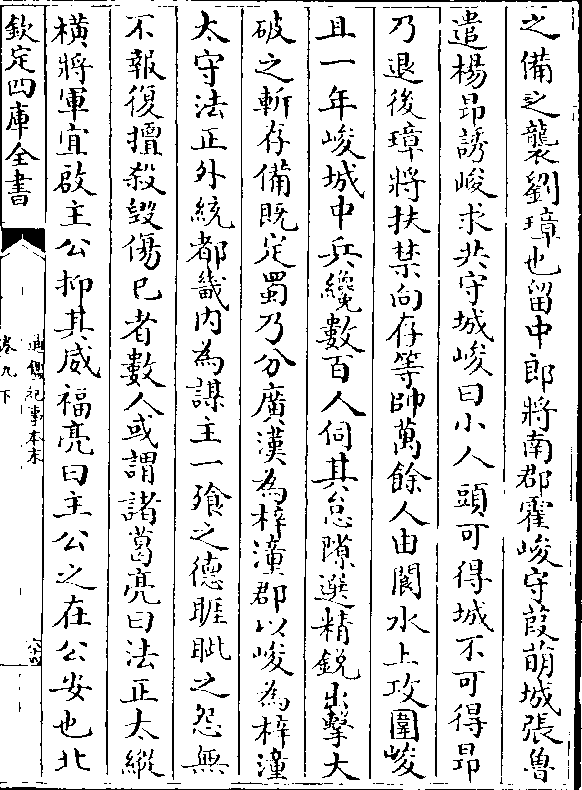 之備之襲劉璋也留中郎將南郡霍峻守葭萌城張魯
遣楊昂誘峻求共守城峻曰小人頭可得城不可得昂
乃退後璋將扶禁向存等帥萬餘人由閬水上攻圍峻
且一年峻城中兵纔數百人伺其怠隙選精銳出擊大
破之斬存備既定蜀乃分廣漢為梓潼郡以峻為梓潼
太守法正外統都畿内為謀主一飱之德睚眦之怨無
不報復擅殺毀傷已者數人或謂諸葛亮曰法正太縱
橫將軍宜啟主公抑其威福亮曰主公之在公安也北
欽定四庫全書
通鑑紀事本末
卷九下